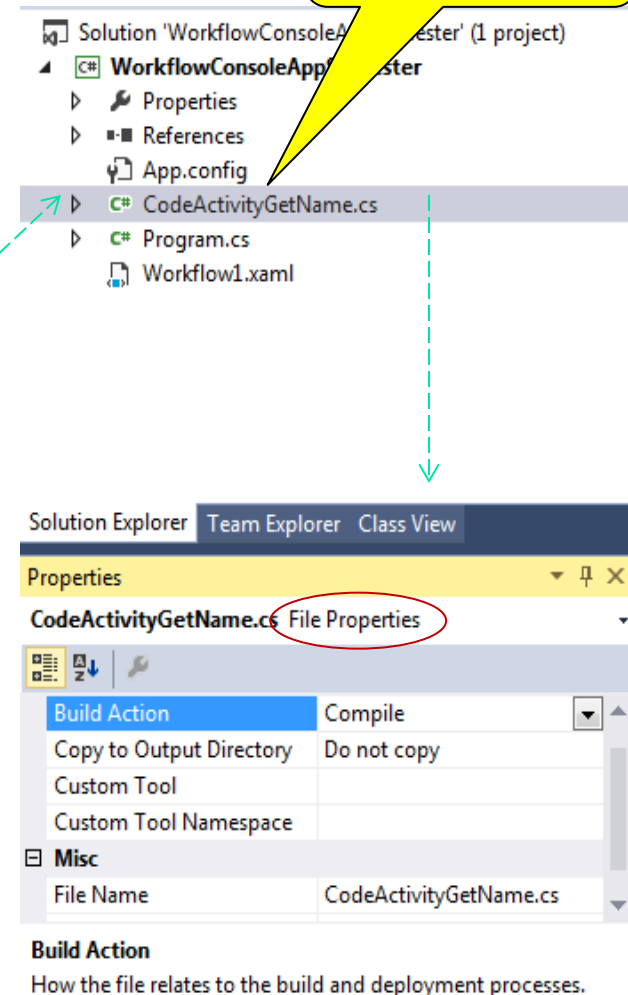 Solution 'WorkflowConsoleA ester' (1 project)
WorkflowConsoleApp ster
Properties
References
App.config
CodeActivityGetName.cs
Program.cs
Workflow1.xaml
Solution Explorer Team Explorer Class View
Properties
CodeActivityGetName.cs File Properties
Build Action Compile
Copy to Output Directory Do not copy
Custom Tool
Custom Tool Namespace
Misc
File Name CodeActivityGetName.cs
Build Action
How the file relates to the build and deployment processes.